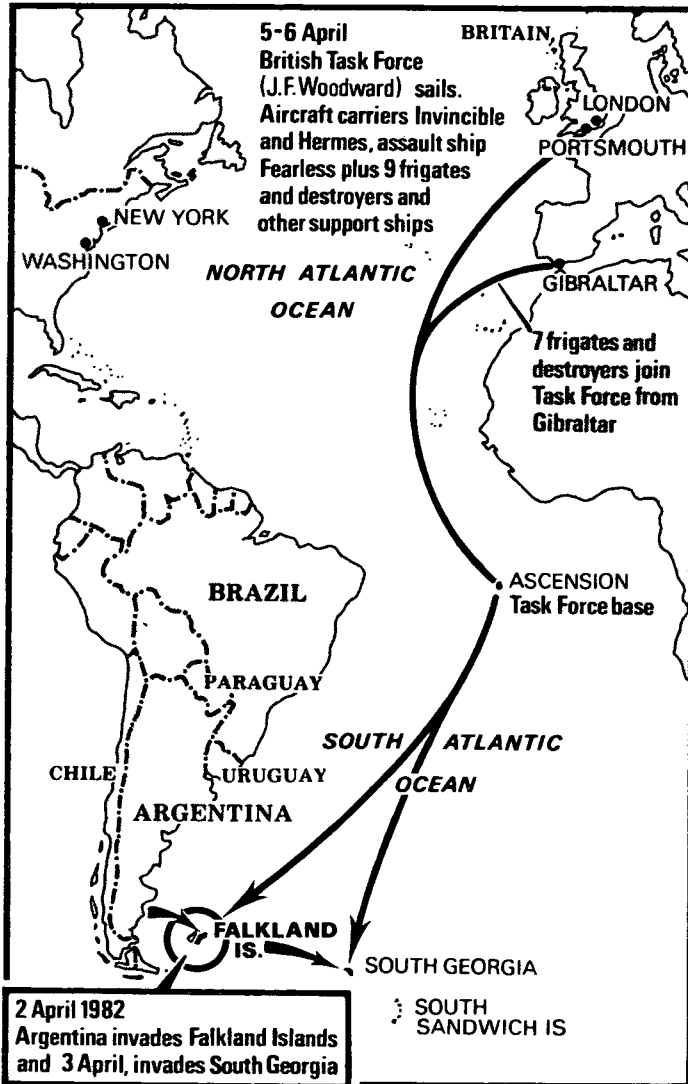 5-6 April
British Task Force
(J.F.Woodward) sails.
Aircraft carriers Invincible
and Hermes, assault ship
Fearless plus 9 frigates
and destroyers and
other support ships
BRITAIN
LONDON
PORTSMOUTH
NEW YORK
WASHINGTON
NORTH ATLANTIC
OCEAN
GIBRALTAR
7 frigates and
destroyers join
Task Force from
Gibraltar
ASCENSION
Task Force base
BRAZIL
PARAGUAY
SOUTH ATLANTIC
OCEAN
CHILE
URUGUAY
ARGENTINA
FALKLAND
IS.
SOUTH GEORGIA
SOUTH
SANDWICH IS
2 April 1982
Argentina invades Falkland Islands
and 3 April, invades South Georgia